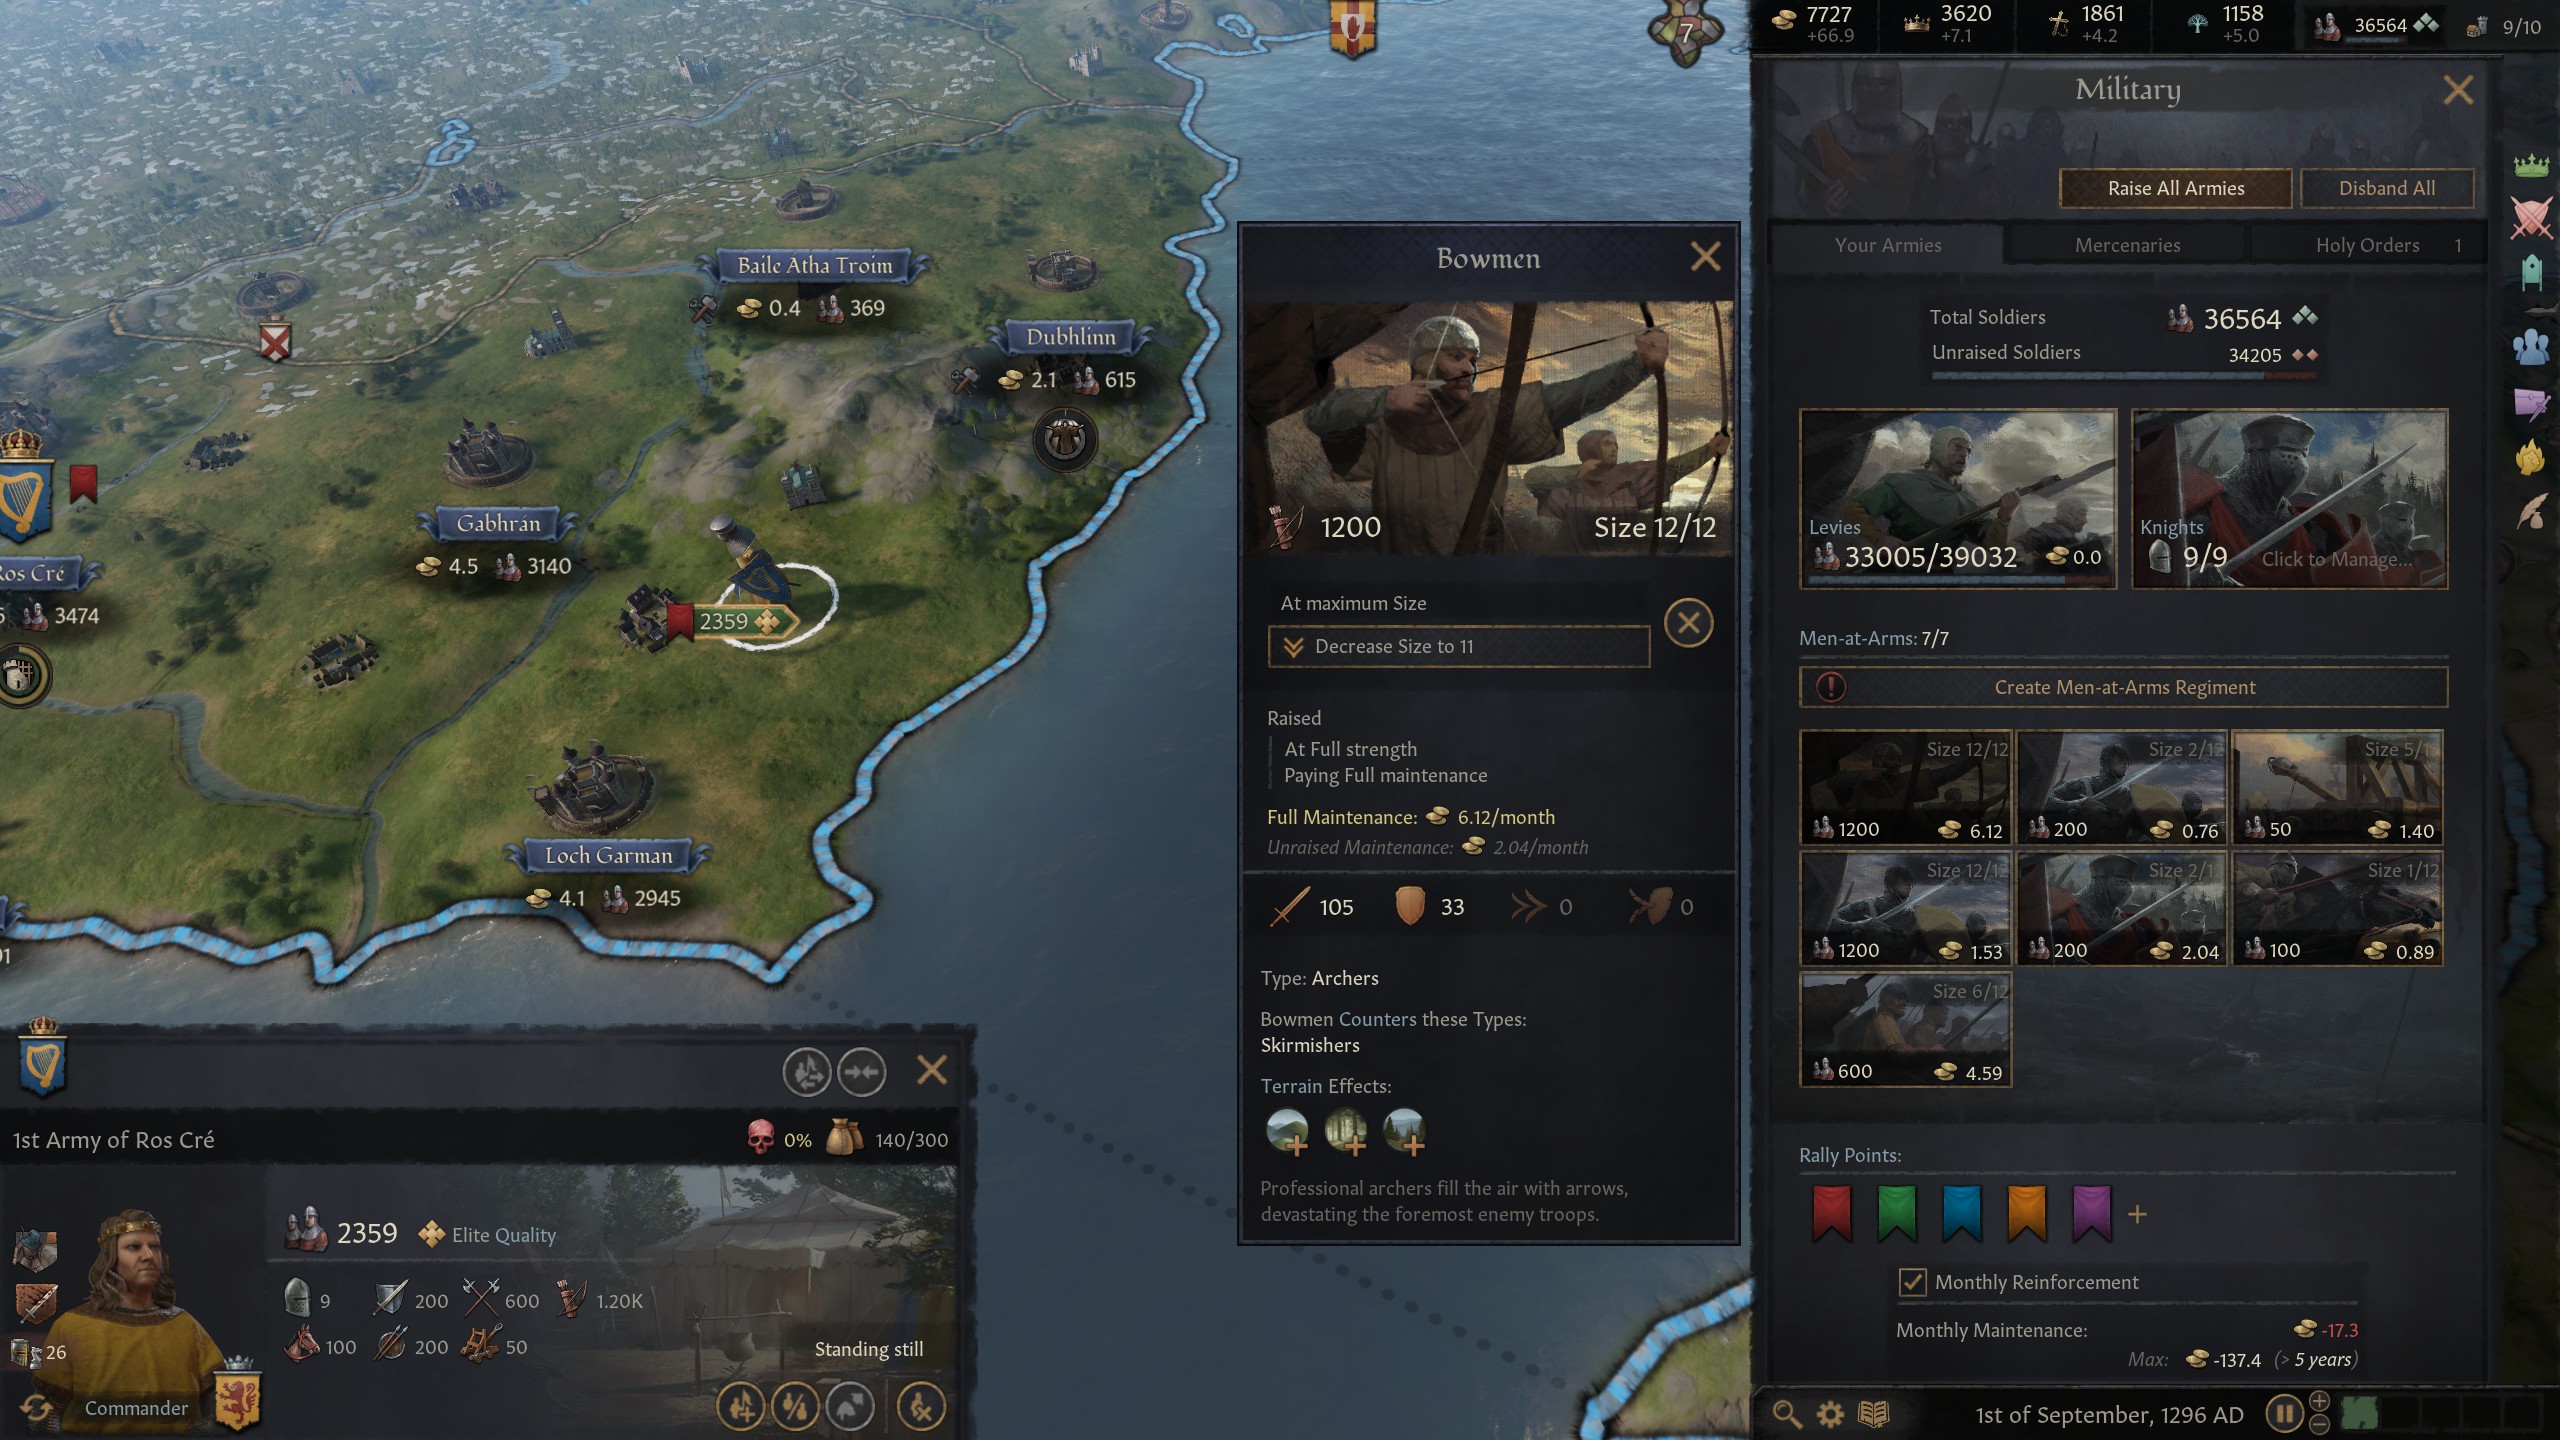 7
7727
+66.9
3620
+7.1
1861
+4.2
1158
+5.0
36564
9/10
Military
Raise All Armies
Disband All
Your Armies
Mercenaries
Holy Orders 1
Total Soldiers 36564
Unraised Soldiers 34205
Levies
33005/39032 0.0
Knights
9/9 Click to Manage...
Men-at-Arms: 7/7
Create Men-at-Arms Regiment
Size 12/12
1200 6.12
Size 2/12
200 0.76
Size 5/1
50 1.40
Size 12/12
1200 1.53
Size 2/12
200 2.04
Size 1/12
100 0.89
Size 6/12
600 4.59
Rally Points:
Monthly Reinforcement
Monthly Maintenance: -17.3
Max: -137.4 (> 5 years)
1st of September, 1296 AD
Bowmen
1200 Size 12/12
At maximum Size
Decrease Size to 11
Raised
At Full strength
Paying Full maintenance
Full Maintenance: 6.12/month
Unraised Maintenance: 2.04/month
105 33 0 0
Type: Archers
Bowmen Counters these Types:
Skirmishers
Terrain Effects:
Professional archers fill the air with arrows,
devastating the foremost enemy troops.
Baile Átha Troim
0.4 369
Dubhlinn
2.1 615
Gabhrán
4.5 3140
Ros Cré
3474
2359
Loch Garman
4.1 2945
1st Army of Ros Cré
0% 140/300
2359 Elite Quality
9 200 600 1.20K
100 200 50
Standing still
26
Commander